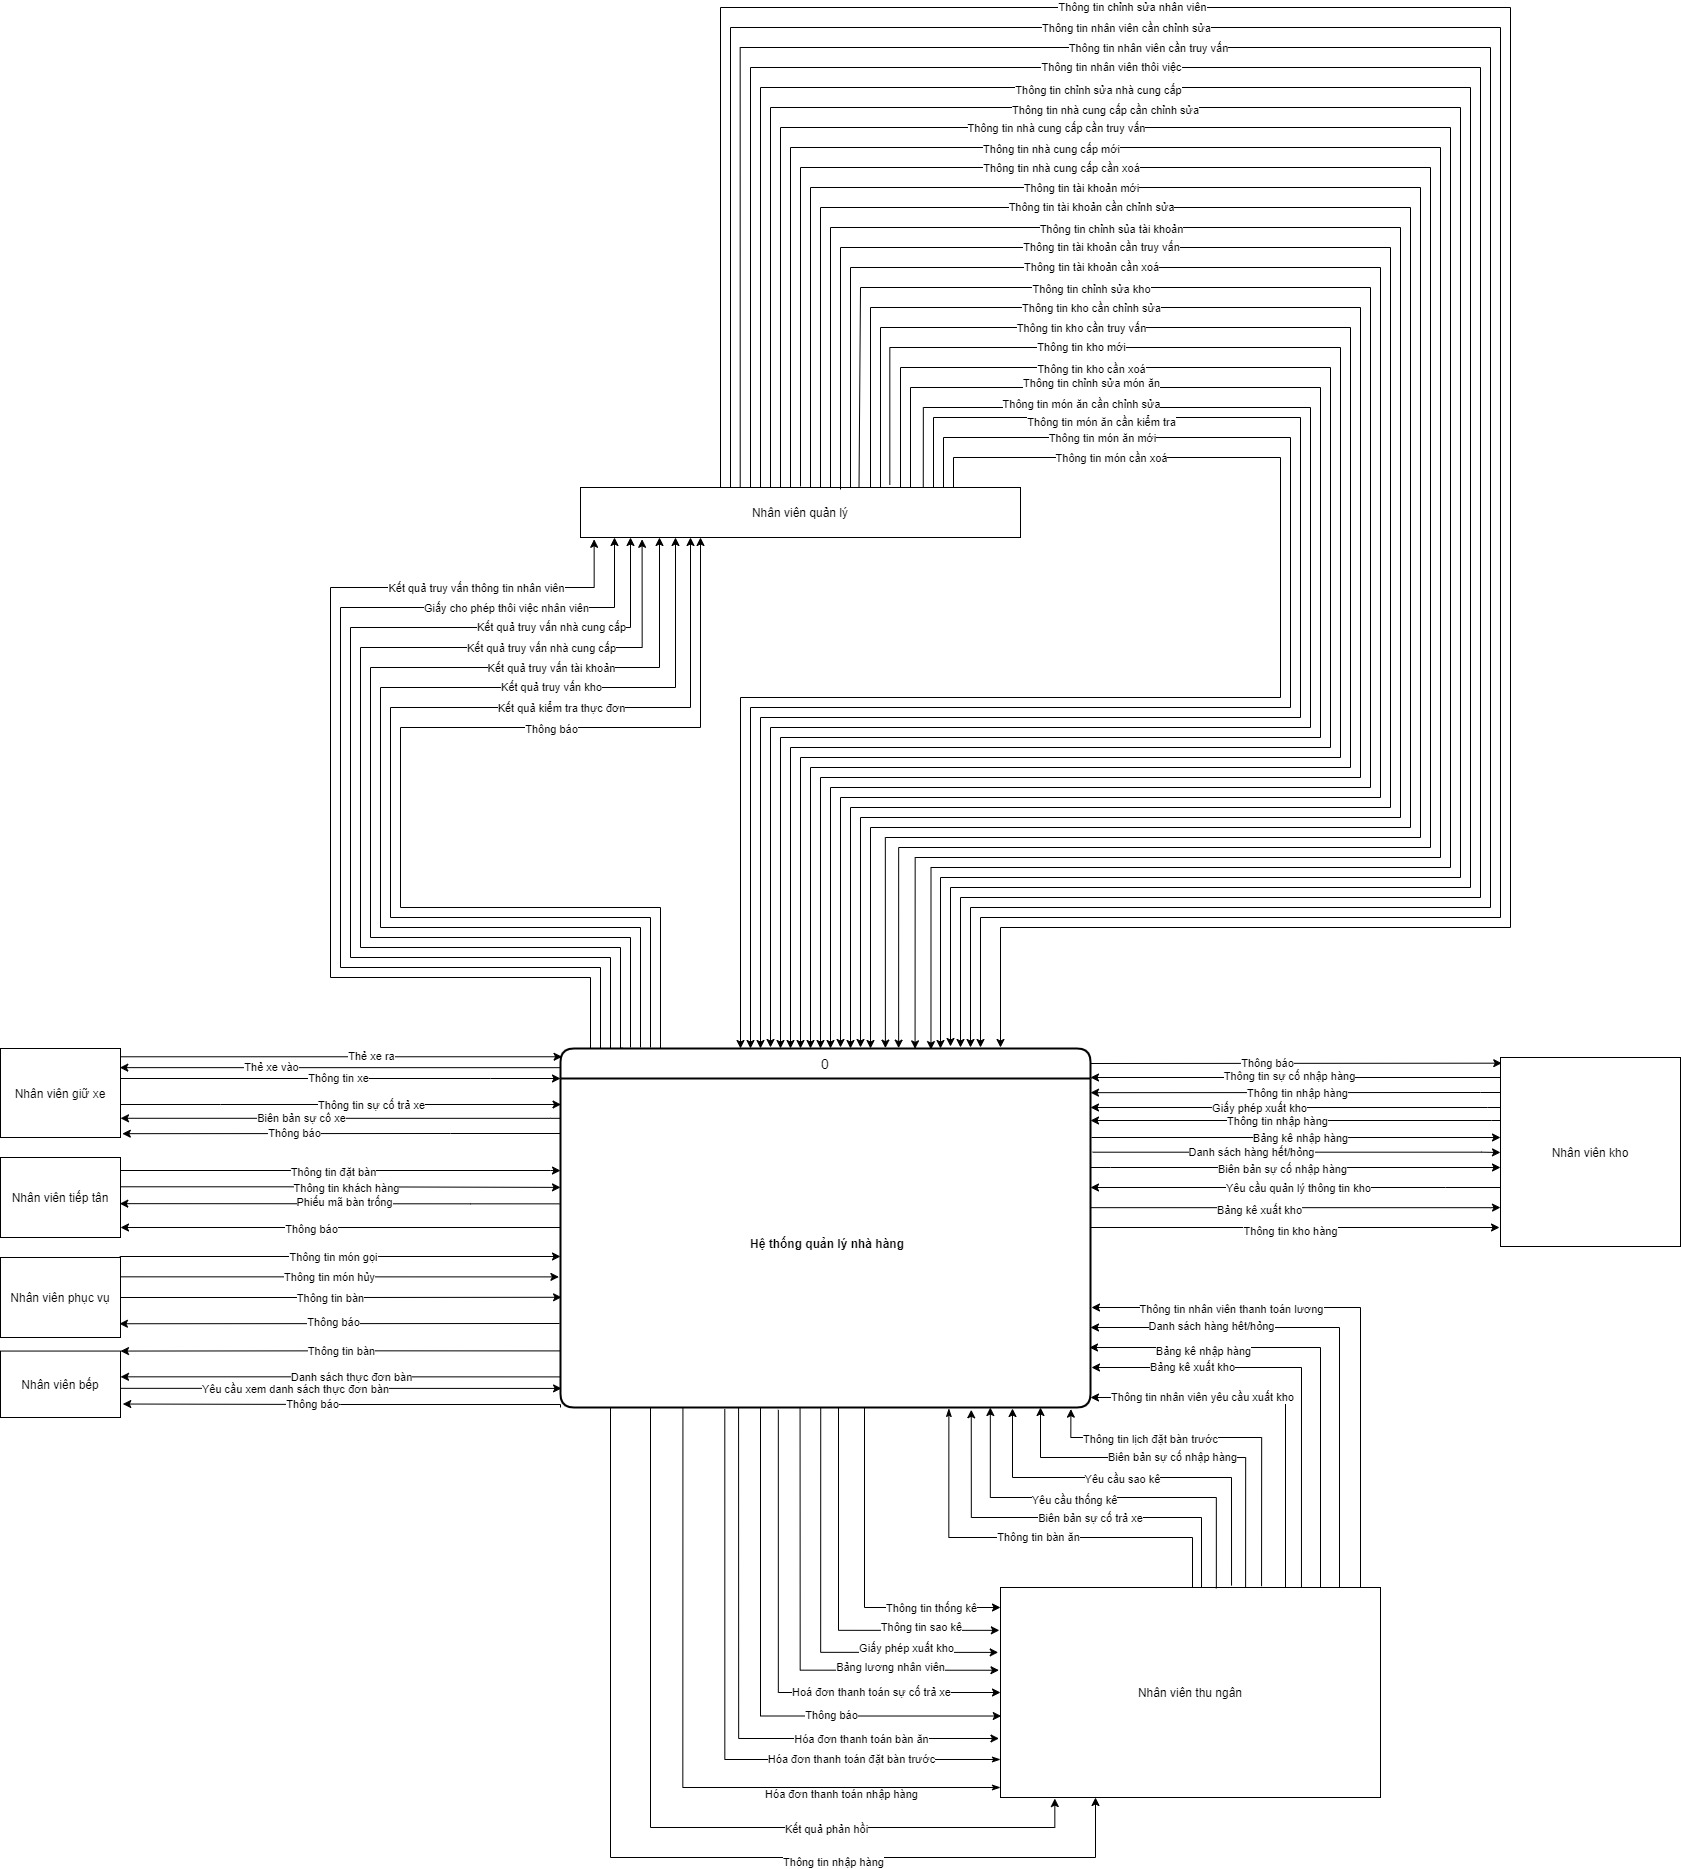 Thông tin chỉnh sửa nhân viên
Thông tin nhân viên cần chỉnh sửa
Thông tin nhân viên cần truy vấn
Thông tin nhân viên thôi việc
Thông tin chỉnh sửa nhà cung cấp
Thông tin nhà cung cấp cần chỉnh sửa
Thông tin nhà cung cấp cần truy vấn
Thông tin nhà cung cấp mới
Thông tin nhà cung cấp cần xoá
Thông tin tài khoản mới
Thông tin tài khoản cần chỉnh sửa
Thông tin chỉnh sủa tài khoản
Thông tin tài khoản cần truy vấn
Thông tin tài khoản cần xoá
Thông tin chỉnh sửa kho
Thông tin kho cần chỉnh sửa
Thông tin kho cần truy vấn
Thông tin kho mới
Thông tin kho cần xoá
Thông tin chỉnh sửa món ăn
Thông tin món ăn cần chỉnh sửa
Thông tin món ăn cần kiểm tra
Thông tin món ăn mới
Thông tin món cần xoá
Nhân viên quản lý
Kết quả truy vấn thông tin nhân viên
Giấy cho phép thôi việc nhân viên
Kết quả truy vấn nhà cung cấp
Kết quả truy vấn nhà cung cấp
Kết quả truy vấn tài khoản
Kết quả truy vấn kho
Kết quả kiểm tra thực đơn
Thông báo
Nhân viên giữ xe
Thẻ xe ra
Thẻ xe vào
Thông tin xe
Thông tin sự cố trả xe
Biên bản sự cố xe
Thông báo
Nhân viên tiếp tân
Thông tin đặt bàn
Thông tin khách hàng
Phiếu mã bàn trống
Thông báo
Nhân viên phục vụ
Thông tin món gọi
Thông tin món hủy
Thông tin bàn
Thông báo
Nhân viên bếp
Thông tin bàn
Danh sách thực đơn bàn
Yêu cầu xem danh sách thực đơn bàn
Thông báo
0
Hệ thống quản lý nhà hàng
Thông báo
Thông tin sự cố nhập hàng
Thông tin nhập hàng
Giấy phép xuất kho
Thông tin nhập hàng
Bảng kê nhập hàng
Danh sách hàng hết/hỏng
Biên bản sự cố nhập hàng
Yêu cầu quản lý thông tin kho
Bảng kê xuất kho
Thông tin kho hàng
Nhân viên kho
Thông tin nhân viên thanh toán lương
Danh sách hàng hết/hỏng
Bảng kê nhập hàng
Bảng kê xuất kho
Thông tin nhân viên yêu cầu xuất kho
Thông tin lịch đặt bàn trước
Biên bản sự cố nhập hàng
Yêu cầu sao kê
Yêu cầu thống kê
Biên bản sự cố trả xe
Thông tin bàn ăn
Thông tin thống kê
Thông tin sao kê
Giấy phép xuất kho
Bảng lương nhân viên
Hoá đơn thanh toán sự cố trả xe
Thông báo
Hóa đơn thanh toán bàn ăn
Hóa đơn thanh toán đặt bàn trước
Hóa đơn thanh toán nhập hàng
Nhân viên thu ngân
Kết quả phản hồi
Thông tin nhập hàng